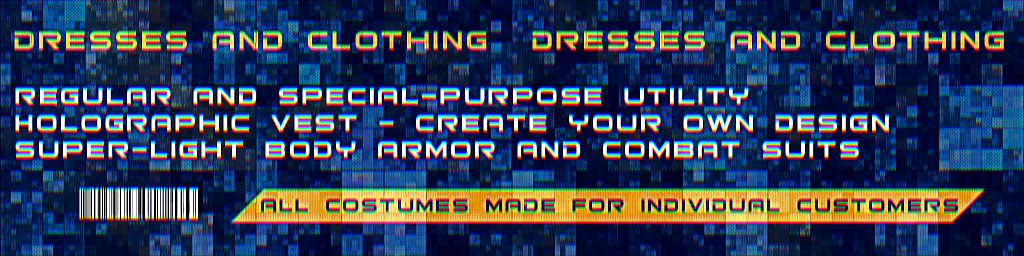 DRESSES AND CLOTHING DRESSES AND CLOTHING
REGULAR AND SPECIAL-PURPOSE UTILITY
HOLOGRAPHIC VEST - CREATE YOUR OWN DESIGN
SUPER-LIGHT BODY ARMOR AND COMBAT SUITS
ALL COSTUMES MADE FOR INDIVIDUAL CUSTOMERS